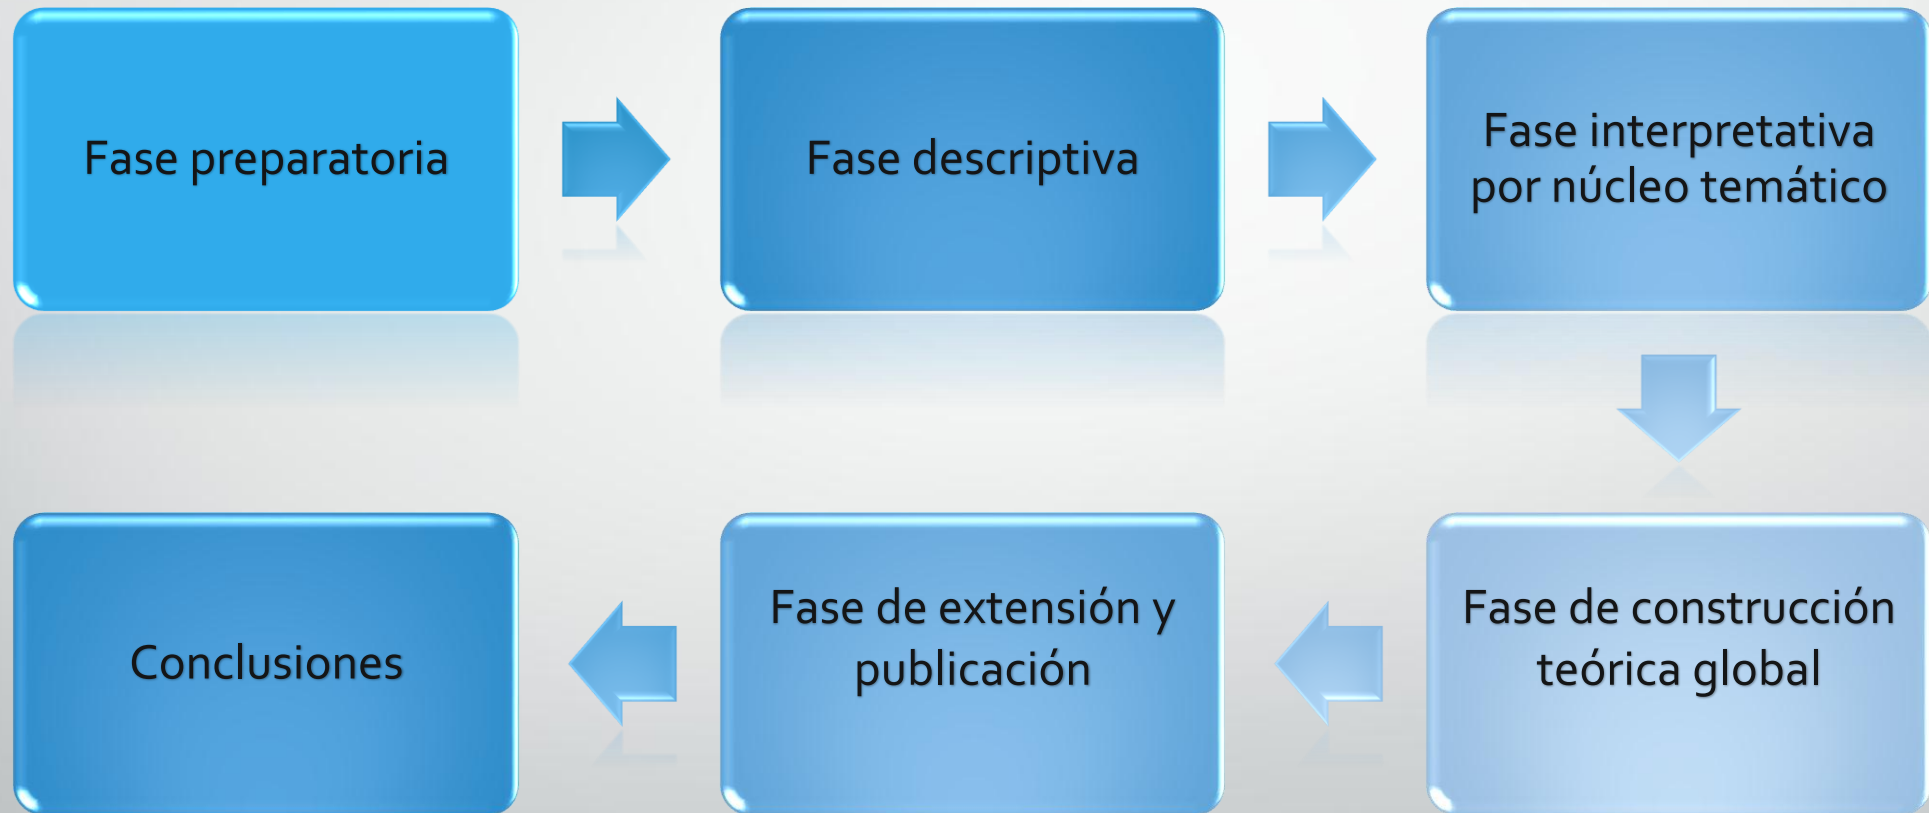 Fase preparatoria
Fase descriptiva
Fase interpretativa
por núcleo temático
Fase de construcción
teórica global
Fase de extensión y
publicación
Conclusiones